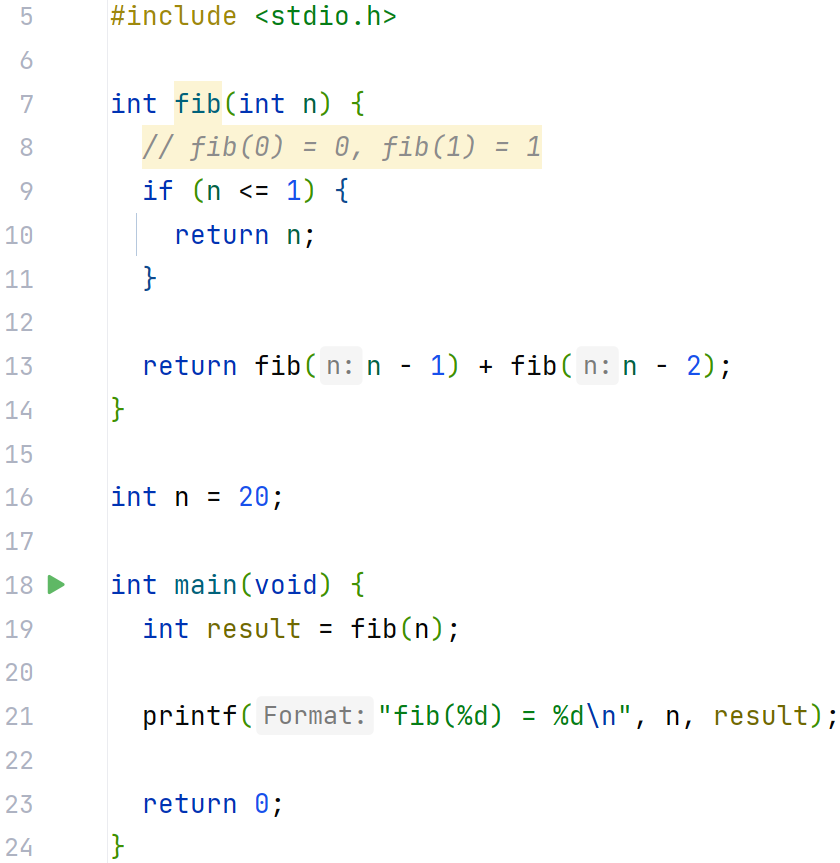 5 #include <stdio.h>
6
7 int fib(int n) {
8 // fib(0) = 0, fib(1) = 1
9 if (n <= 1) {
10 return n;
11 }
12
13 return fib( n: n - 1) + fib( n: n - 2);
14 }
15
16 int n = 20;
17
18 int main(void) {
19 int result = fib(n);
20
21 printf( Format: "fib(%d) = %d\n", n, result);
22
23 return 0;
24 }